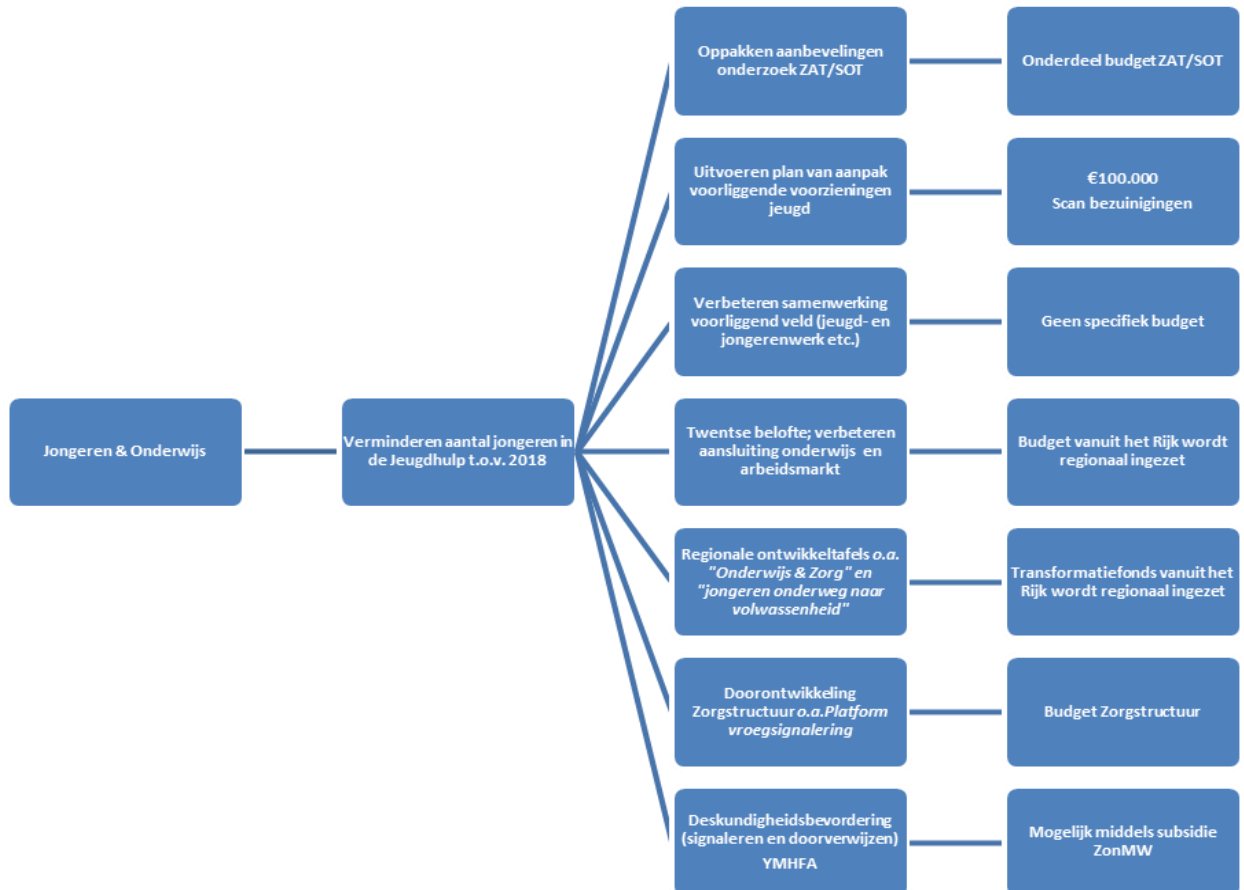 Jongeren & Onderwijs
Verminderen aantal jongeren in
de Jeugdhulp t.o.v. 2018
Oppakken aanbevelingen
onderzoek ZAT/SOT
Onderdeel budget ZAT/SOT
Uitvoeren plan van aanpak
voorliggende voorzieningen
jeugd
€100.000
Scan bezuinigingen
Verbeteren samenwerking
voorliggend veld (jeugd- en
jongerenwerk etc.)
Geen specifiek budget
Twentse belofte; verbeteren
aansluiting onderwijs en
arbeidsmarkt
Budget vanuit het Rijk wordt
regionaal ingezet
Regionale ontwikkeltafels o.a.
"Onderwijs & Zorg" en
"jongeren onderweg naar
volwassenheid"
Transformatiefonds vanuit het
Rijk wordt regionaal ingezet
Doorontwikkeling
Zorgstructuur o.a.Platform
vroegsignalering
Budget Zorgstructuur
Deskundigheidsbevordering
(signaleren en doorverwijzen)
YMHFA
Mogelijk middels subsidie
ZonMW